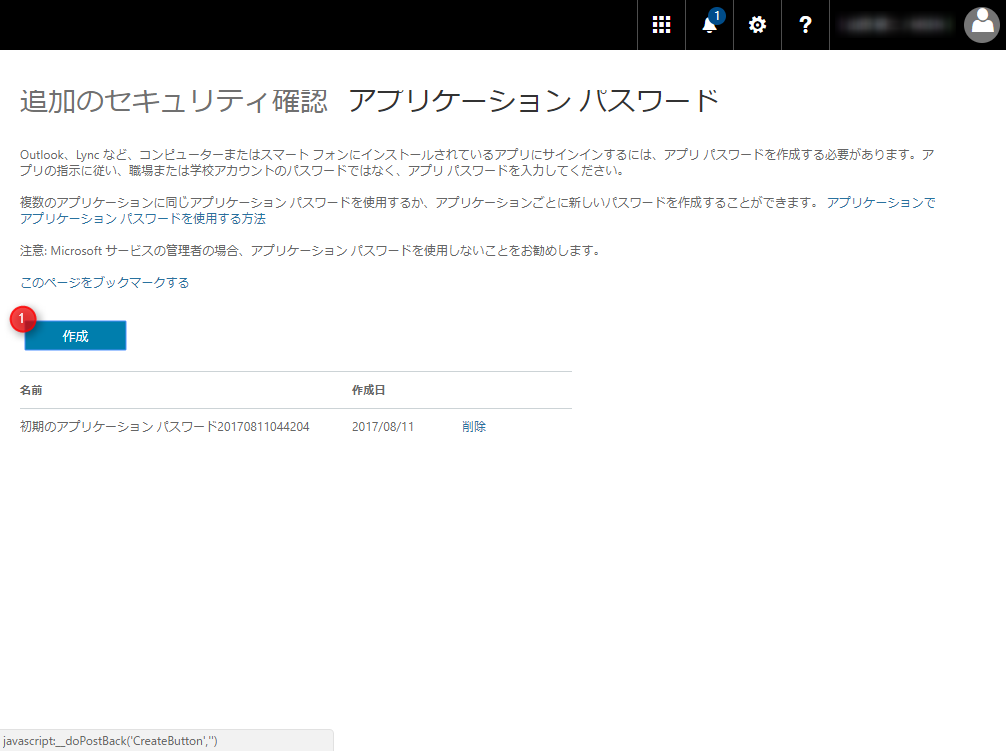 1
?
追加のセキュリティ確認 アプリケーション パスワード
Outlook、Lync など、コンピューターまたはスマート フォンにインストールされているアプリにサインインするには、アプリ パスワードを作成する必要があります。ア
プリの指示に従い、職場または学校アカウントのパスワードではなく、アプリ パスワードを入力してください。
複数のアプリケーションに同じアプリケーション パスワードを使用するか、アプリケーションごとに新しいパスワードを作成することができます。 アプリケーションで
アプリケーション パスワードを使用する方法
注意: Microsoft サービスの管理者の場合、アプリケーション パスワードを使用しないことをお勧めします。
このページをブックマークする
1
作成
名前 作成日
初期のアプリケーション パスワード20170811044204 2017/08/11 削除
javascript:__doPostBack('CreateButton','')